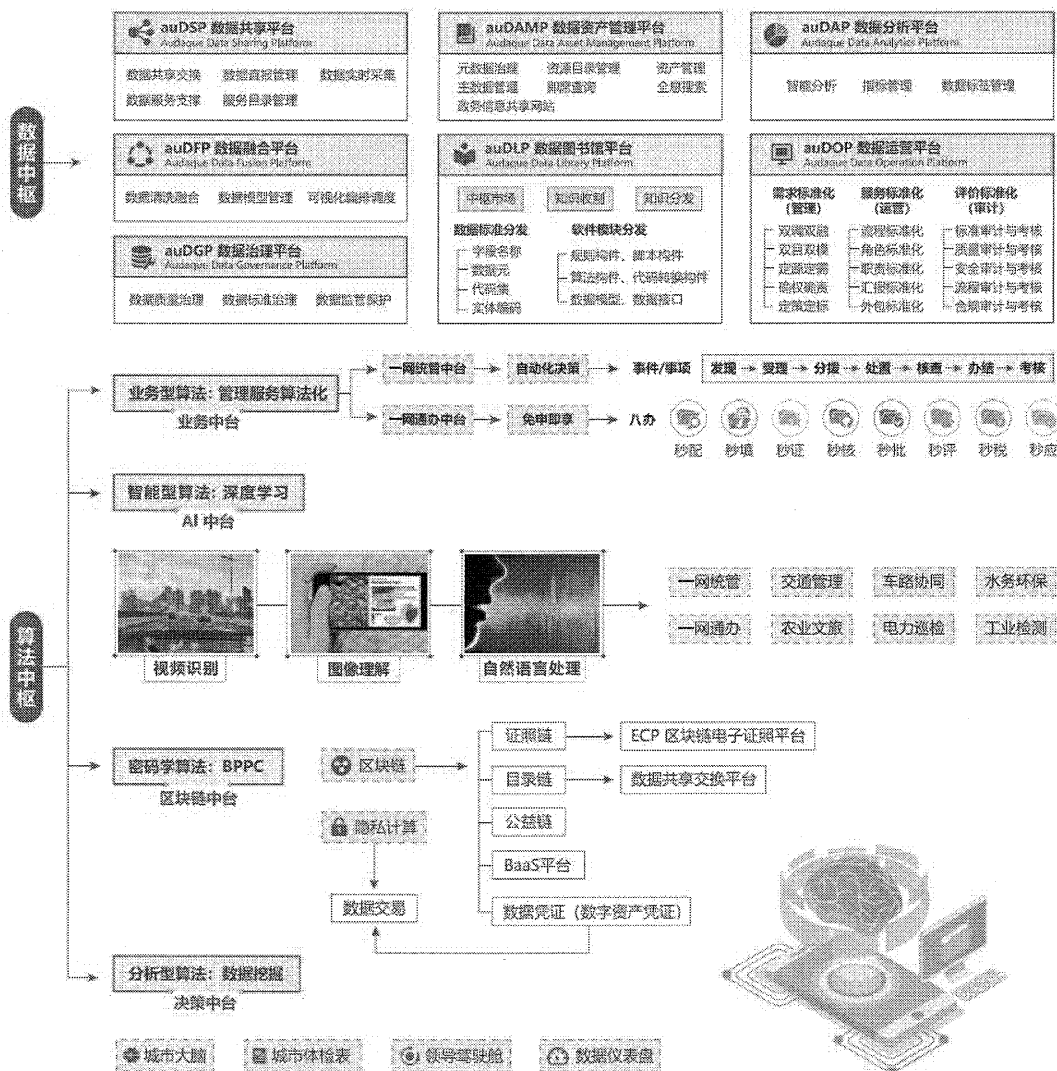 auDSP 数据共享平台
Audaque Data Sharing Platform
数据共享交换 数据直报管理 数据实时采集
数据服务支撑 服务目录管理
auDAMP 数据资产管理平台
Audaque Data Asset Management Platform
元数据治理 资源目录管理 资产管理
主数据管理 即席查询 全息搜索
政务信息共享网站
auDAP 数据分析平台
Audaque Data Analytics Platform
智能分析 指标管理 数据标签管理
数据中枢
auDFP 数据融合平台
Audaque Data Fusion Platform
数据清洗融合 数据模型管理 可视化编排调度
auDGP 数据治理平台
Audaque Data Governance Platform
数据质量治理 数据标准治理 数据监管保护
auDLP 数据图书馆平台
Audaque Data Library Platform
中枢市场 知识收割 知识分发
数据标准分发 软件模块分发
字段名称
数据元
代码集
实体编码
规则构件、脚本构件
算法构件、代码转换构件
数据模型、数据接口
auDOP 数据运营平台
Audaque Data Operation Platform
需求标准化 服务标准化 评价标准化
(管理) (运营) (审计)
双调双融 流程标准化 标准审计与考核
双目双模 角色标准化 质量审计与考核
定源定需 职责标准化 安全审计与考核
确权确责 汇报标准化 流程审计与考核
定策定标 外包标准化 合规审计与考核
算法中枢
业务型算法：管理服务算法化
业务中台
一网统管中台 自动化决策 事件/事项 发现 受理 分拨 处置 核查 办结 考核
一网通办中台 免申即享 八办
秒配 秒填 秒证 秒核 秒批 秒评 秒税 秒应
智能型算法：深度学习
AI 中台
视频识别 图像理解 自然语言处理
一网统管 交通管理 车路协同 水务环保
一网通办 农业文旅 电力巡检 工业检测
密码学算法：BPPC
区块链中台
区块链
隐私计算
数据交易
证照链 ECP 区块链电子证照平台
目录链 数据共享交换平台
公益链
BaaS平台
数据凭证（数字资产凭证）
分析型算法：数据挖掘
决策中台
城市大脑 城市体检表 领导驾驶舱 数据仪表盘